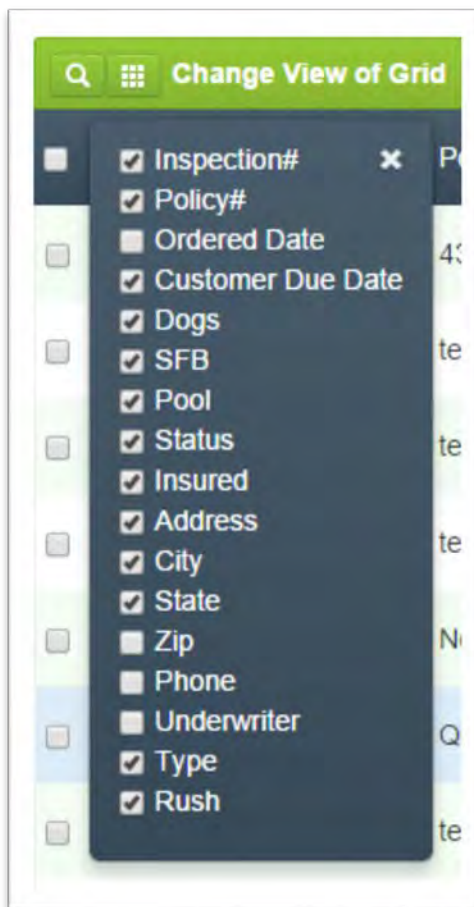 Change View of Grid
Inspection#
Policy#
Ordered Date
Customer Due Date
Dogs
SFB
Pool
Status
Insured
Address
City
State
Zip
Phone
Underwriter
Type
Rush